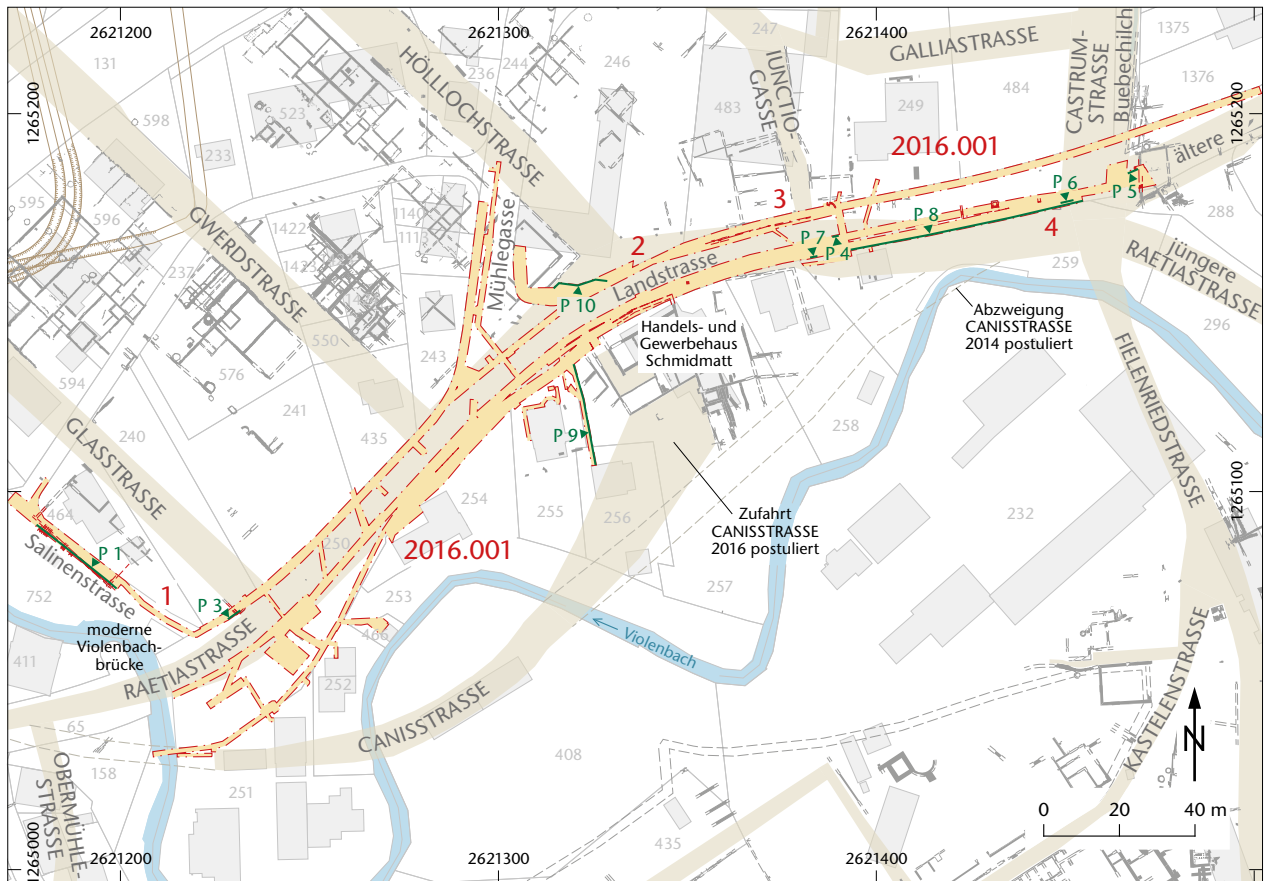 2621200
2621300
2621400
131
598
523
HÖLLOCHSTRASSE
236
244
246
247
IUNCTIO-
GASSE
GALLIASTRASSE
CASTRUM-
STRASSE
Buebechilch
1375
1376
1265200
1265200
233
483
249
484
2016.001
ältere
595
596
GWERDSTRASSE
1422
1423
1140
Mühlegasse
2
3
P 6
P 5
P 8
P 7
P 4
4
288
237
550
Landstrasse
P 10
259
jüngere
RAETIASTRASSE
296
243
Handels- und
Gewerbehaus
Schmidmatt
Abzweigung
CANISSTRASSE
2014 postuliert
594
576
241
240
435
GLASSTRASSE
P 9
258
FIELENRIEDSTRASSE
254
255
256
Zufahrt
CANISSTRASSE
2016 postuliert
232
1265100
464
250
2016.001
Salinenstrasse
P 1
1
P 3
257
752
253
466
moderne
Violenbach-
brücke
Violenbach
411
RAETIASTRASSE
252
CANISSTRASSE
KASTELENSTRASSE
N
65
158
OBERMÜHLE-
STRASSE
251
408
435
0 20 40 m
1265000
2621200
2621300
2621400